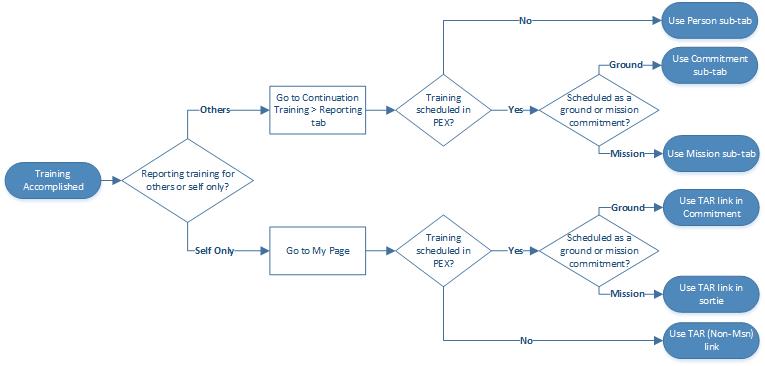 No
Use Person sub-tab
Ground
Use Commitment
sub-tab
Others
Go to Continuation
Training > Reporting
tab
Training
scheduled in
PEX?
Yes
Scheduled as a
ground or mission
commitment?
Mission
Use Mission sub-tab
Training
Accomplished
Reporting training for
others or self only?
Ground
Use TAR link in
Commitment
Self Only
Go to My Page
Training
scheduled in
PEX?
Yes
Scheduled as a
ground or mission
commitment?
Mission
Use TAR link in
sortie
No
Use TAR (Non-Msn)
link